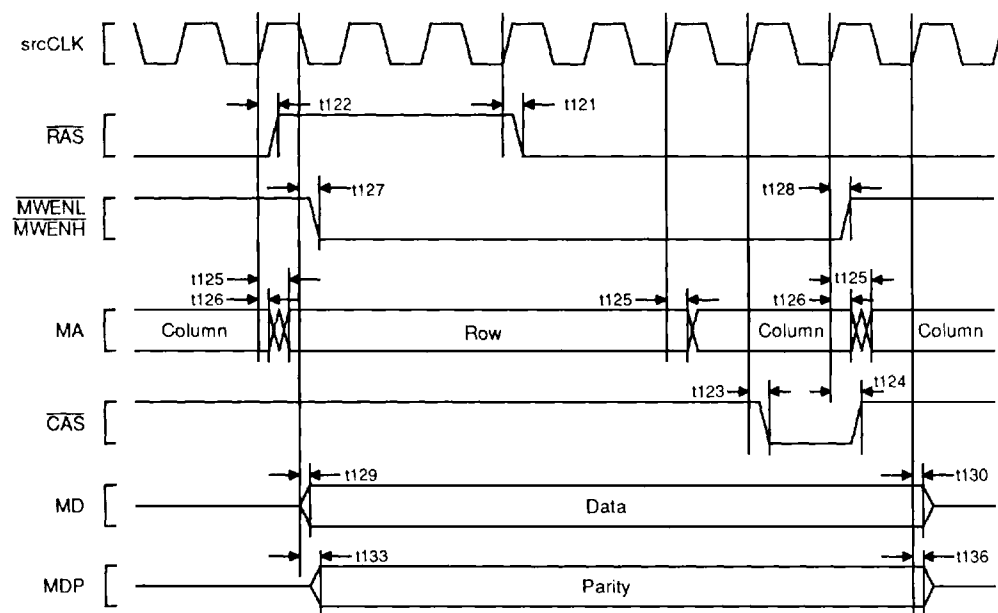 srcCLK
t122
t121
RAS
t127
t128
MWENL
MWENH
t125
t125
t126
t125
t126
MA
Column
Row
Column
Column
t123
t124
CAS
t129
t130
MD
Data
t133
t136
MDP
Parity